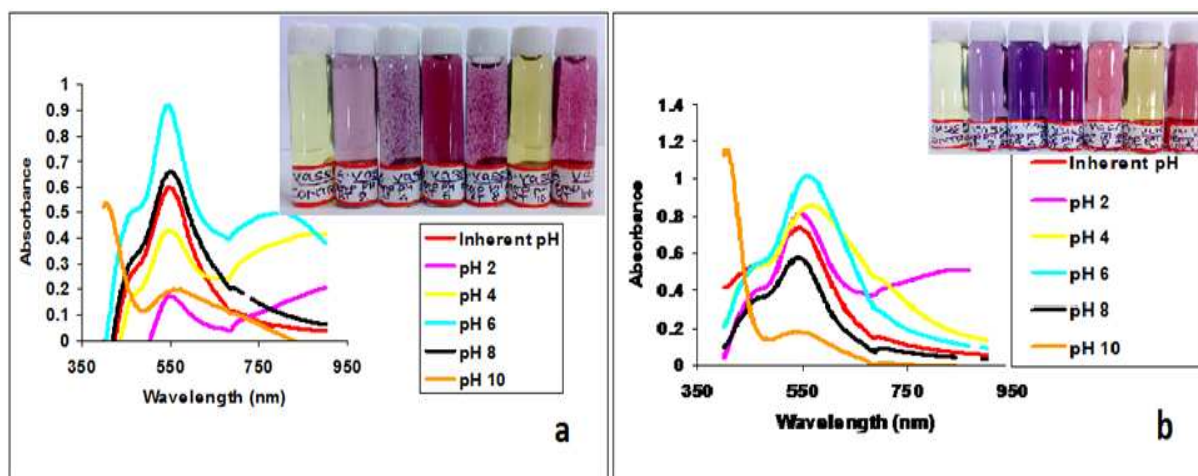 1
0.9
0.8
0.7
0.6
0.5
0.4
0.3
0.2
0.1
0
350 550 750 950
Absorbance
Wavelength (nm)
Inherent pH
pH 2
pH 4
pH 6
pH 8
pH 10
a
1.4
1.2
1
0.8
0.6
0.4
0.2
0
350 550 750 950
Absorbance
Wavelength (nm)
Inherent pH
pH 2
pH 4
pH 6
pH 8
pH 10
b